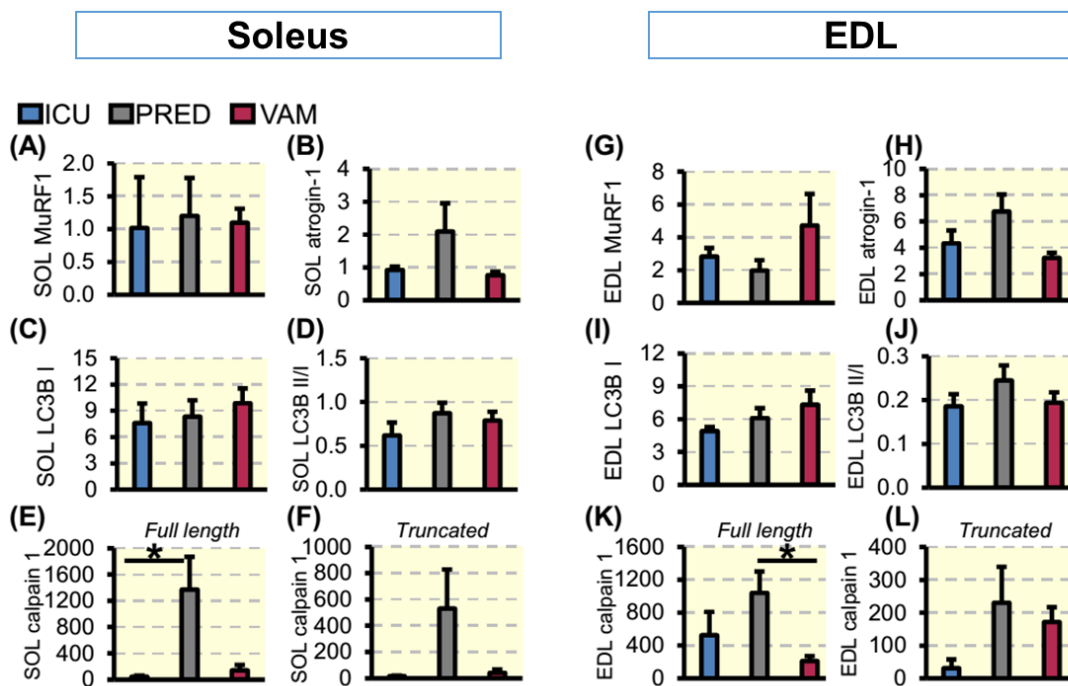 Soleus
EDL
ICU PRED VAM
(A)
SOL MuRF1
2.0
1.5
1.0
0.5
0.0
(B)
SOL atrogin-1
4
3
2
1
0
(G)
EDL MuRF1
8
6
4
2
0
(H)
EDL atrogin-1
10
8
6
4
2
0
(C)
SOL LC3B I
15
12
9
6
3
0
(D)
SOL LC3B II/I
1.5
1.0
0.5
0.0
(I)
EDL LC3B I
12
9
6
3
0
(J)
EDL LC3B II/I
0.3
0.2
0.1
0.0
(E)
Full length
*
SOL calpain 1
2000
1600
1200
800
400
0
(F)
Truncated
SOL calpain 1
1000
800
600
400
200
0
(K)
Full length
*
EDL calpain 1
1600
1200
800
400
0
(L)
Truncated
EDL calpain 1
400
300
200
100
0